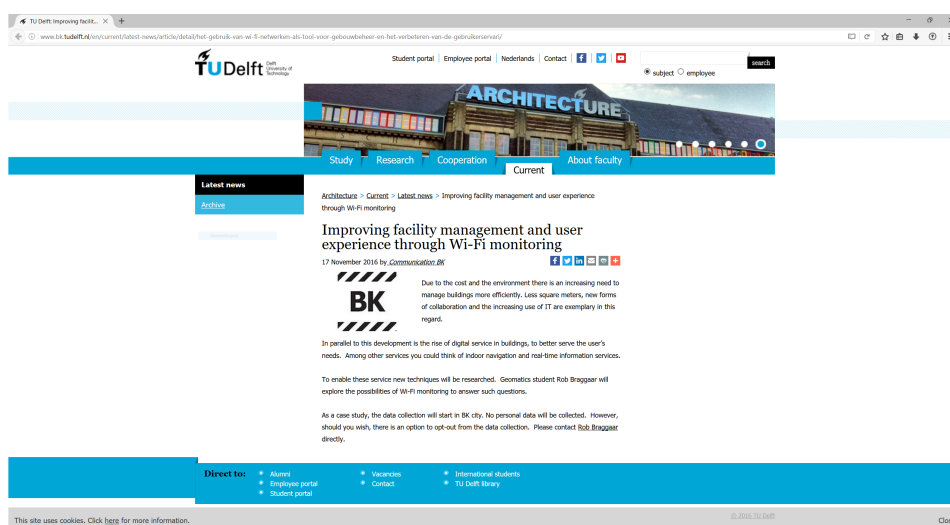 TU Delft: Improving facilit...
www.bk.tudelft.nl/en/current/latest-news/article/detail/het-gebruik-van-wi-fi-netwerken-als-tool-voor-gebouwbeheer-en-het-verbeteren-van-de-gebruikerservari/
TU Delft Delft University of Technology
Student portal Employee portal Nederlands Contact
search
subject employee
ARCHITECTURE
Study Research Cooperation Current About faculty
Latest news
Archive
Architecture > Current > Latest news > Improving facility management and user experience
through Wi-Fi monitoring
Improving facility management and user
experience through Wi-Fi monitoring
17 November 2016 by Communication BK
BK
Due to the cost and the environment there is an increasing need to
manage buildings more efficiently. Less square meters, new forms
of collaboration and the increasing use of IT are exemplary in this
regard.
In parallel to this development is the rise of digital service in buildings, to better serve the user's
needs. Among other services you could think of indoor navigation and real-time information services.
To enable these service new techniques will be researched. Geomatics student Rob Braggaar will
explore the possibilities of Wi-Fi monitoring to answer such questions.
As a case study, the data collection will start in BK city. No personal data will be collected. However,
should you wish, there is an option to opt-out from the data collection. Please contact Rob Braggaar
directly.
Direct to:
Alumni
Employee portal
Student portal
Vacancies
Contact
International students
TU Delft library
© 2016 TU Delft
This site uses cookies. Click here for more information.
Clos